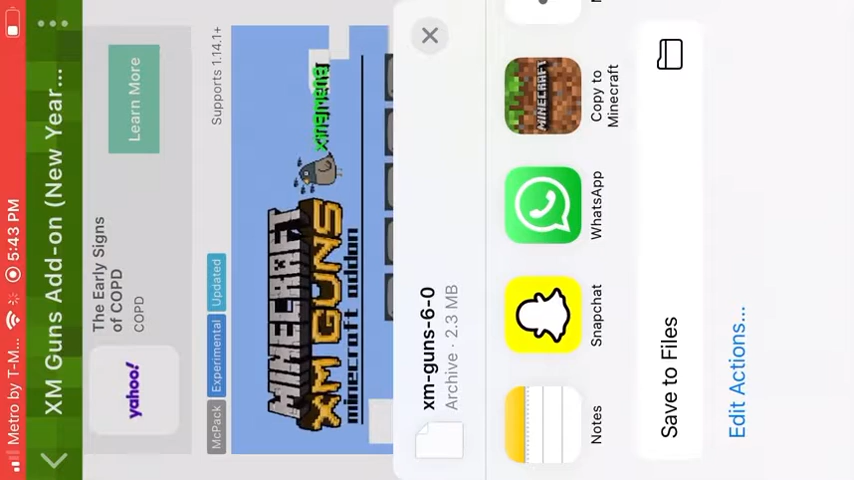 Metro by T-M... 5:43 PM
XM Guns Add-on (New Year...
yahoo!
The Early Signs
of COPD
COPD
Learn More
McPack Experimental Updated
Supports 1.14.1+
MINECRAFT
XM GUNS
minecraft addon
xm-guns-6-0
Archive · 2.3 MB
Notes
Snapchat
WhatsApp
MINECRAFT
Copy to
Minecraft
Save to Files
Edit Actions...